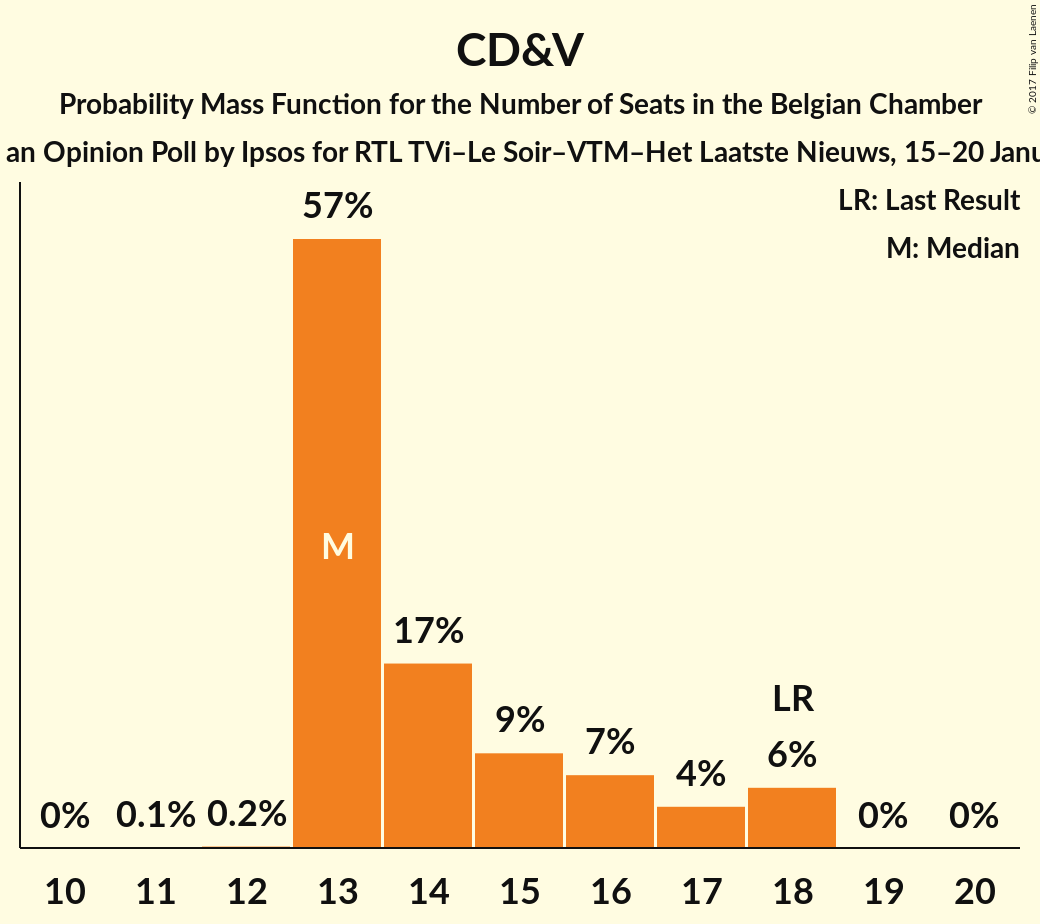 CD&V
Probability Mass Function for the Number of Seats in the Belgian Chamber
an Opinion Poll by Ipsos for RTL TVi–Le Soir–VTM–Het Laatste Nieuws, 15–20 Janu
© 2017 Filip van Laenen
LR: Last Result
M: Median
57%
M
17%
9%
7%
4%
LR
6%
0% 0.1% 0.2% 0% 0%
10 11 12 13 14 15 16 17 18 19 20